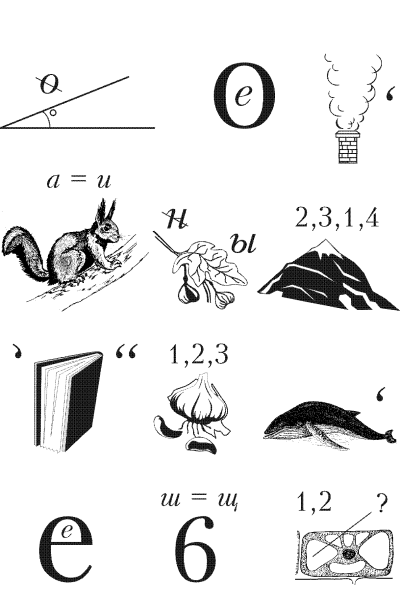 О
О е ‘
а = и
Н ы 2,3,1,4
’ “ 1,2,3 ‘
е е ш = щ 6 1,2 ?